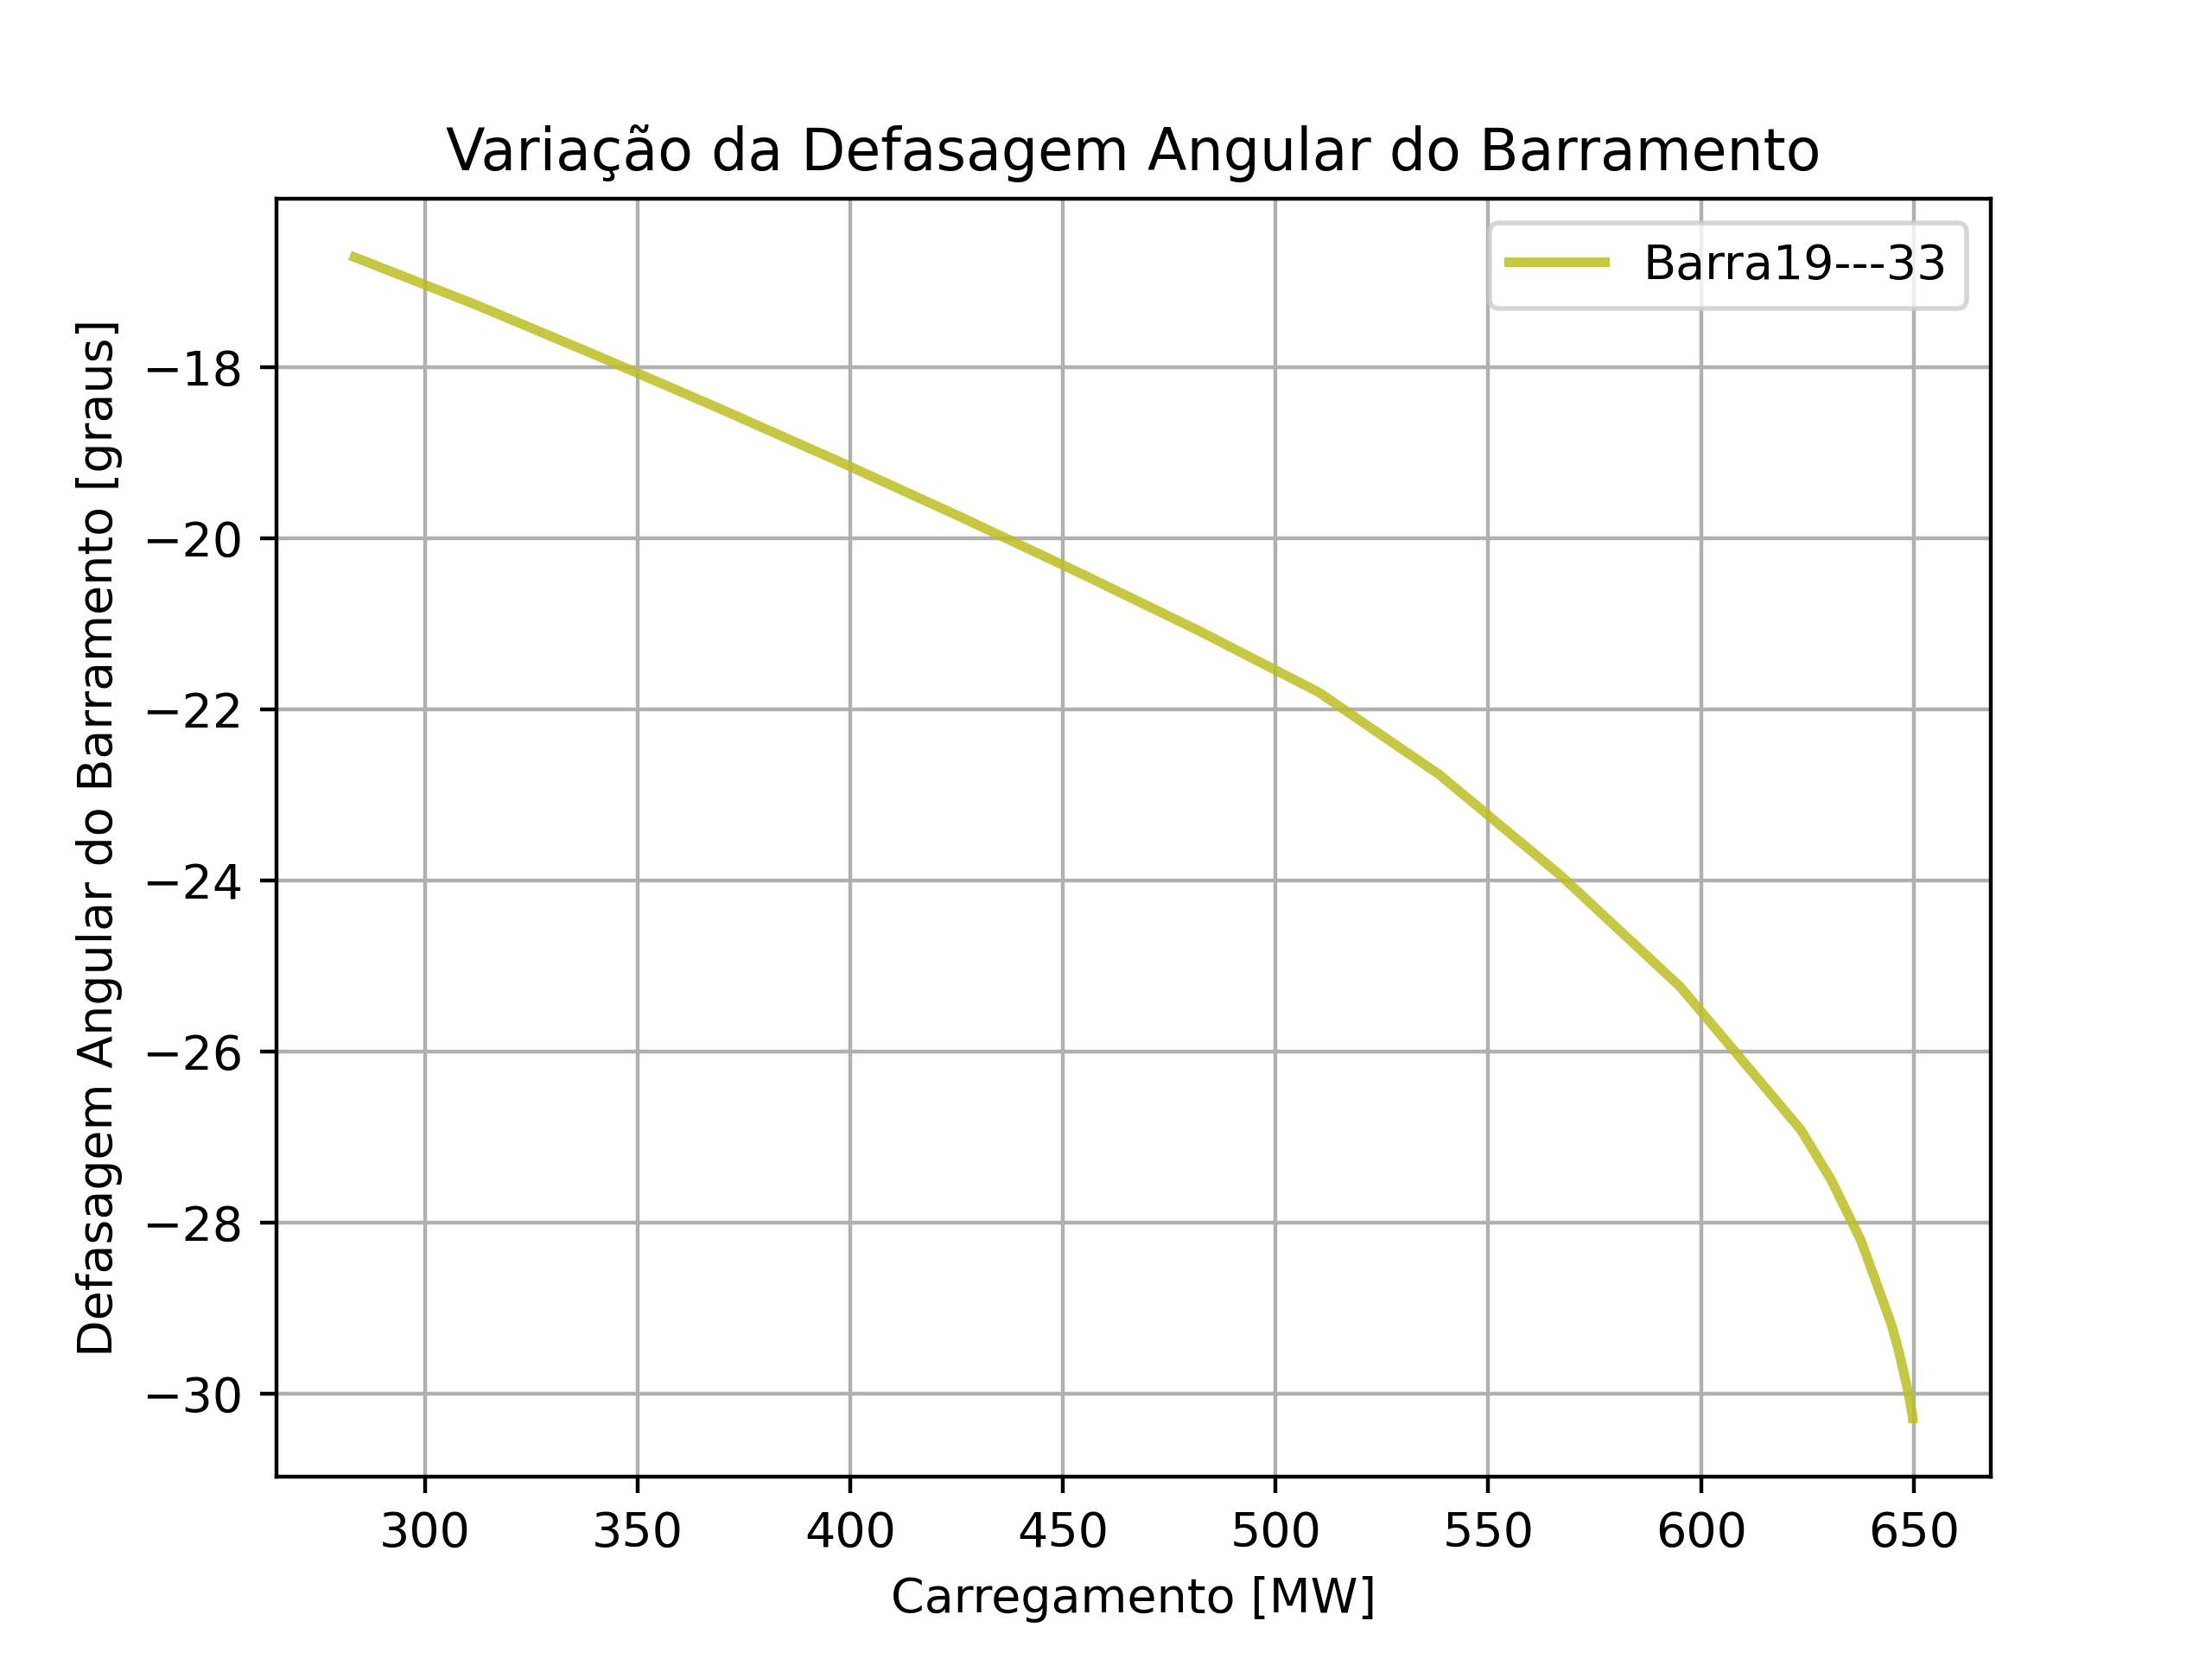 Variação da Defasagem Angular do Barramento
Barra19---33
Defasagem Angular do Barramento [graus]
−18
−20
−22
−24
−26
−28
−30
300 350 400 450 500 550 600 650
Carregamento [MW]